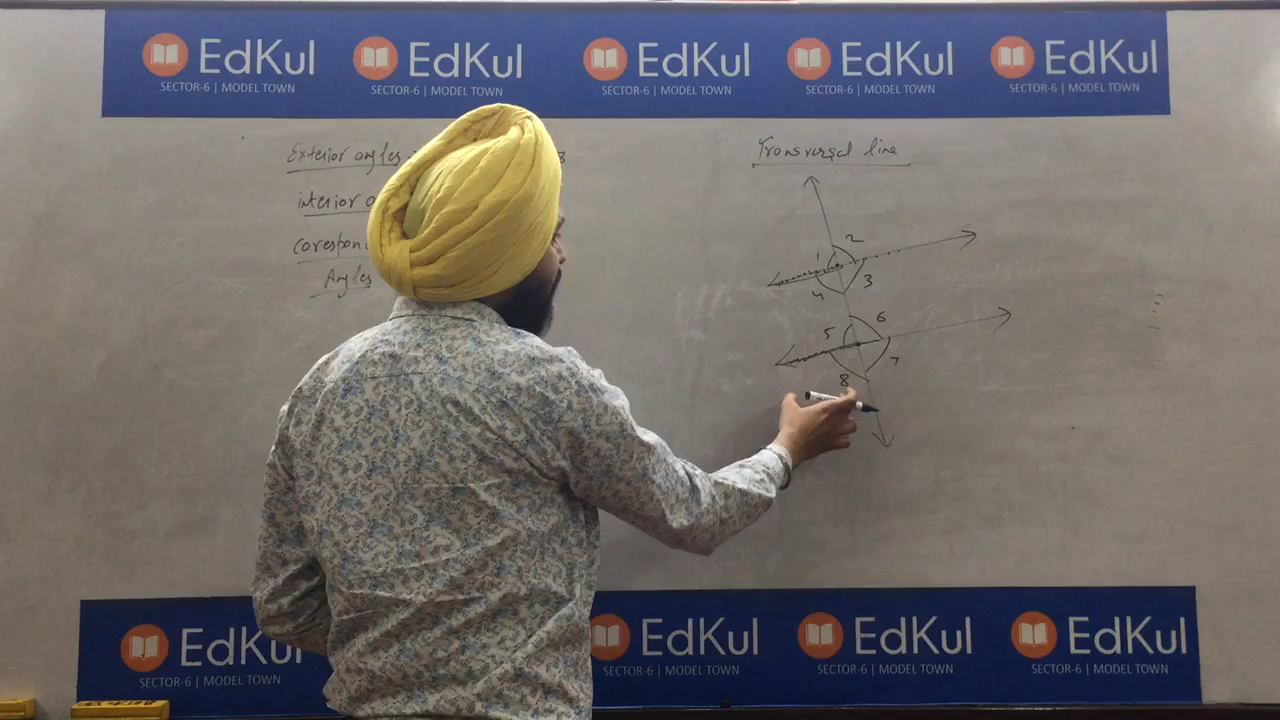 EdKul EdKul EdKul EdKul EdKul
SECTOR-6 | MODEL TOWN SECTOR-6 | MODEL TOWN SECTOR-6 | MODEL TOWN SECTOR-6 | MODEL TOWN SECTOR-6 | MODEL TOWN
Exterior angles
interior
corespon
Angles
Transversal line
1 2
4 3
5 6
8 7
EdKul EdKul EdKul EdKul
SECTOR-6 | MODEL TOWN SECTOR-6 | MODEL TOWN SECTOR-6 | MODEL TOWN SECTOR-6 | MODEL TOWN